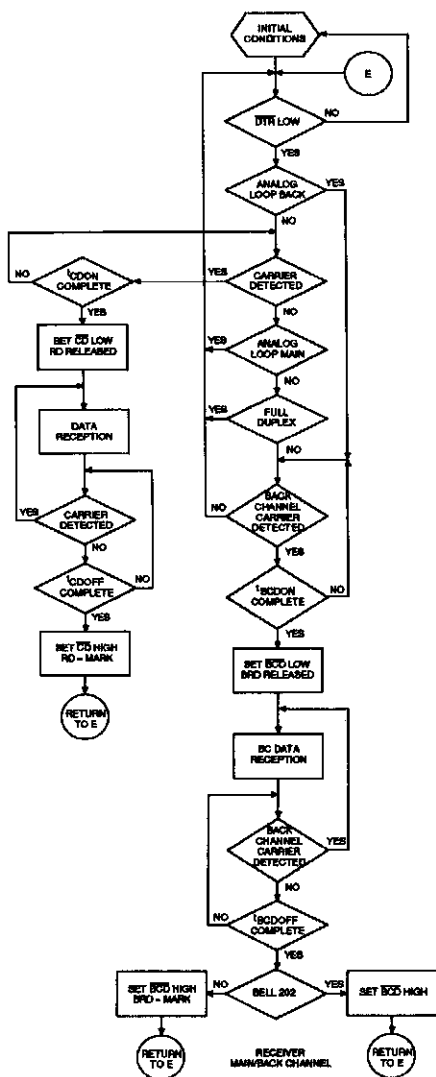 INITIAL
CONDITIONS
E
DTR LOW
NO
YES
ANALOG
LOOP BACK
YES
NO
NO
tCDON
COMPLETE
YES
CARRIER
DETECTED
YES
NO
SET CD LOW
RD RELEASED
YES
ANALOG
LOOP MAIN
NO
DATA
RECEPTION
YES
FULL
DUPLEX
NO
YES
CARRIER
DETECTED
NO
NO
BACK
CHANNEL
CARRIER
DETECTED
YES
tCDOFF
COMPLETE
NO
YES
tBCDON
COMPLETE
NO
YES
SET CD HIGH
RD = MARK
SET BCD LOW
BRD RELEASED
RETURN
TO E
BC DATA
RECEPTION
BACK
CHANNEL
CARRIER
DETECTED
YES
NO
NO
tBCDOFF
COMPLETE
YES
SET BCD HIGH
BRD = MARK
NO
BELL 202
YES
SET BCD HIGH
RETURN
TO E
RECEIVER
MAIN/BACK CHANNEL
RETURN
TO E